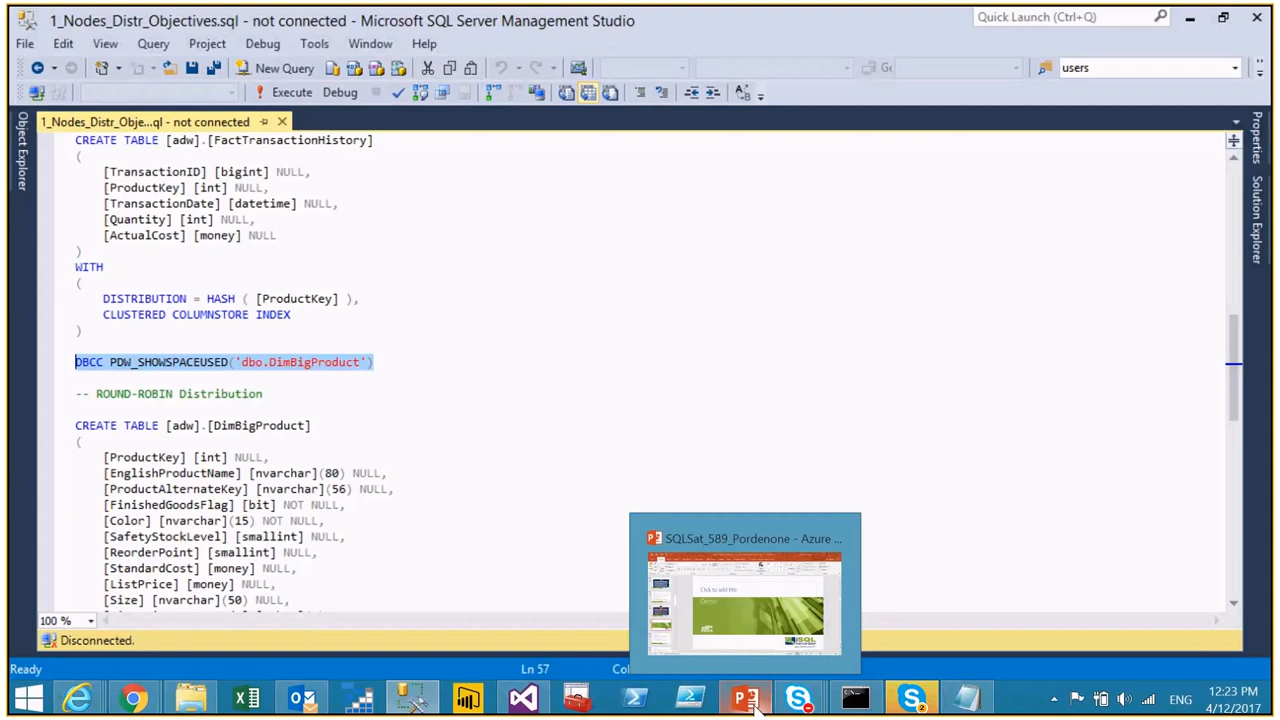 1_Nodes_Distr_Objectives.sql - not connected - Microsoft SQL Server Management Studio
Quick Launch (Ctrl+Q)
File Edit View Query Project Debug Tools Window Help
New Query
users
Execute Debug
1_Nodes_Distr_Obje...ql - not connected
Object Explorer
Properties
Solution Explorer
CREATE TABLE [adw].[FactTransactionHistory]
(
[TransactionID] [bigint] NULL,
[ProductKey] [int] NULL,
[TransactionDate] [datetime] NULL,
[Quantity] [int] NULL,
[ActualCost] [money] NULL
)
WITH
(
DISTRIBUTION = HASH ( [ProductKey] ),
CLUSTERED COLUMNSTORE INDEX
)
DBCC PDW_SHOWSPACEUSED('dbo.DimBigProduct')
-- ROUND-ROBIN Distribution
CREATE TABLE [adw].[DimBigProduct]
(
[ProductKey] [int] NULL,
[EnglishProductName] [nvarchar](80) NULL,
[ProductAlternateKey] [nvarchar](56) NULL,
[FinishedGoodsFlag] [bit] NOT NULL,
[Color] [nvarchar](15) NOT NULL,
[SafetyStockLevel] [smallint] NULL,
[ReorderPoint] [smallint] NULL,
[StandardCost] [money] NULL,
[ListPrice] [money] NULL,
[Size] [nvarchar](50) NULL,
SQLSat_589_Pordenone - Azure ...
Click to add title
Demo
SQL
100 %
Disconnected.
Ready
Ln 57
ENG
12:23 PM
4/12/2017